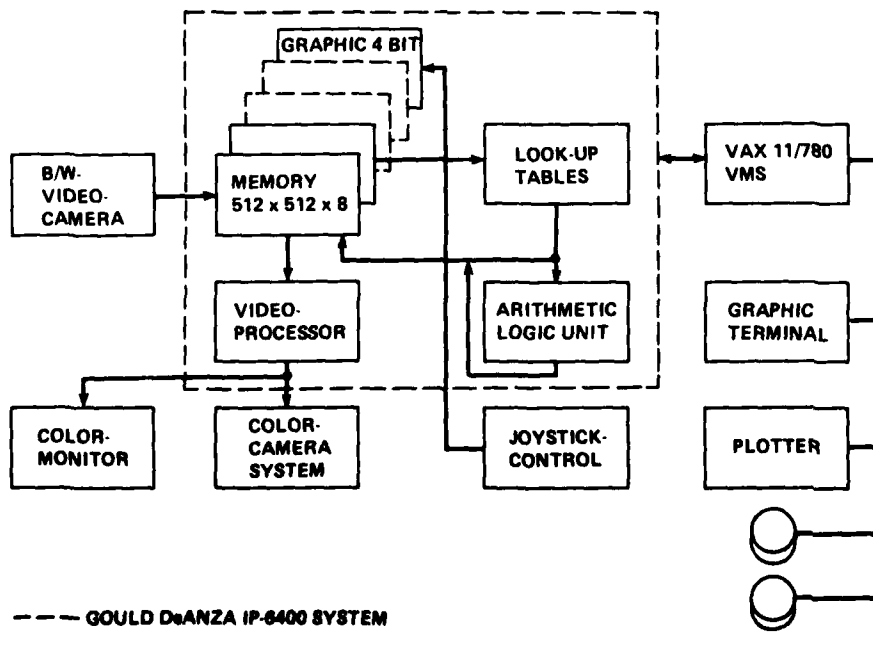 GRAPHIC 4 BIT
B/W-
VIDEO-
CAMERA
MEMORY
512 x 512 x 8
LOOK-UP
TABLES
VAX 11/780
VMS
VIDEO-
PROCESSOR
ARITHMETIC
LOGIC UNIT
GRAPHIC
TERMINAL
COLOR-
MONITOR
COLOR-
CAMERA
SYSTEM
JOYSTICK-
CONTROL
PLOTTER
GOULD DeANZA IP-6400 SYSTEM